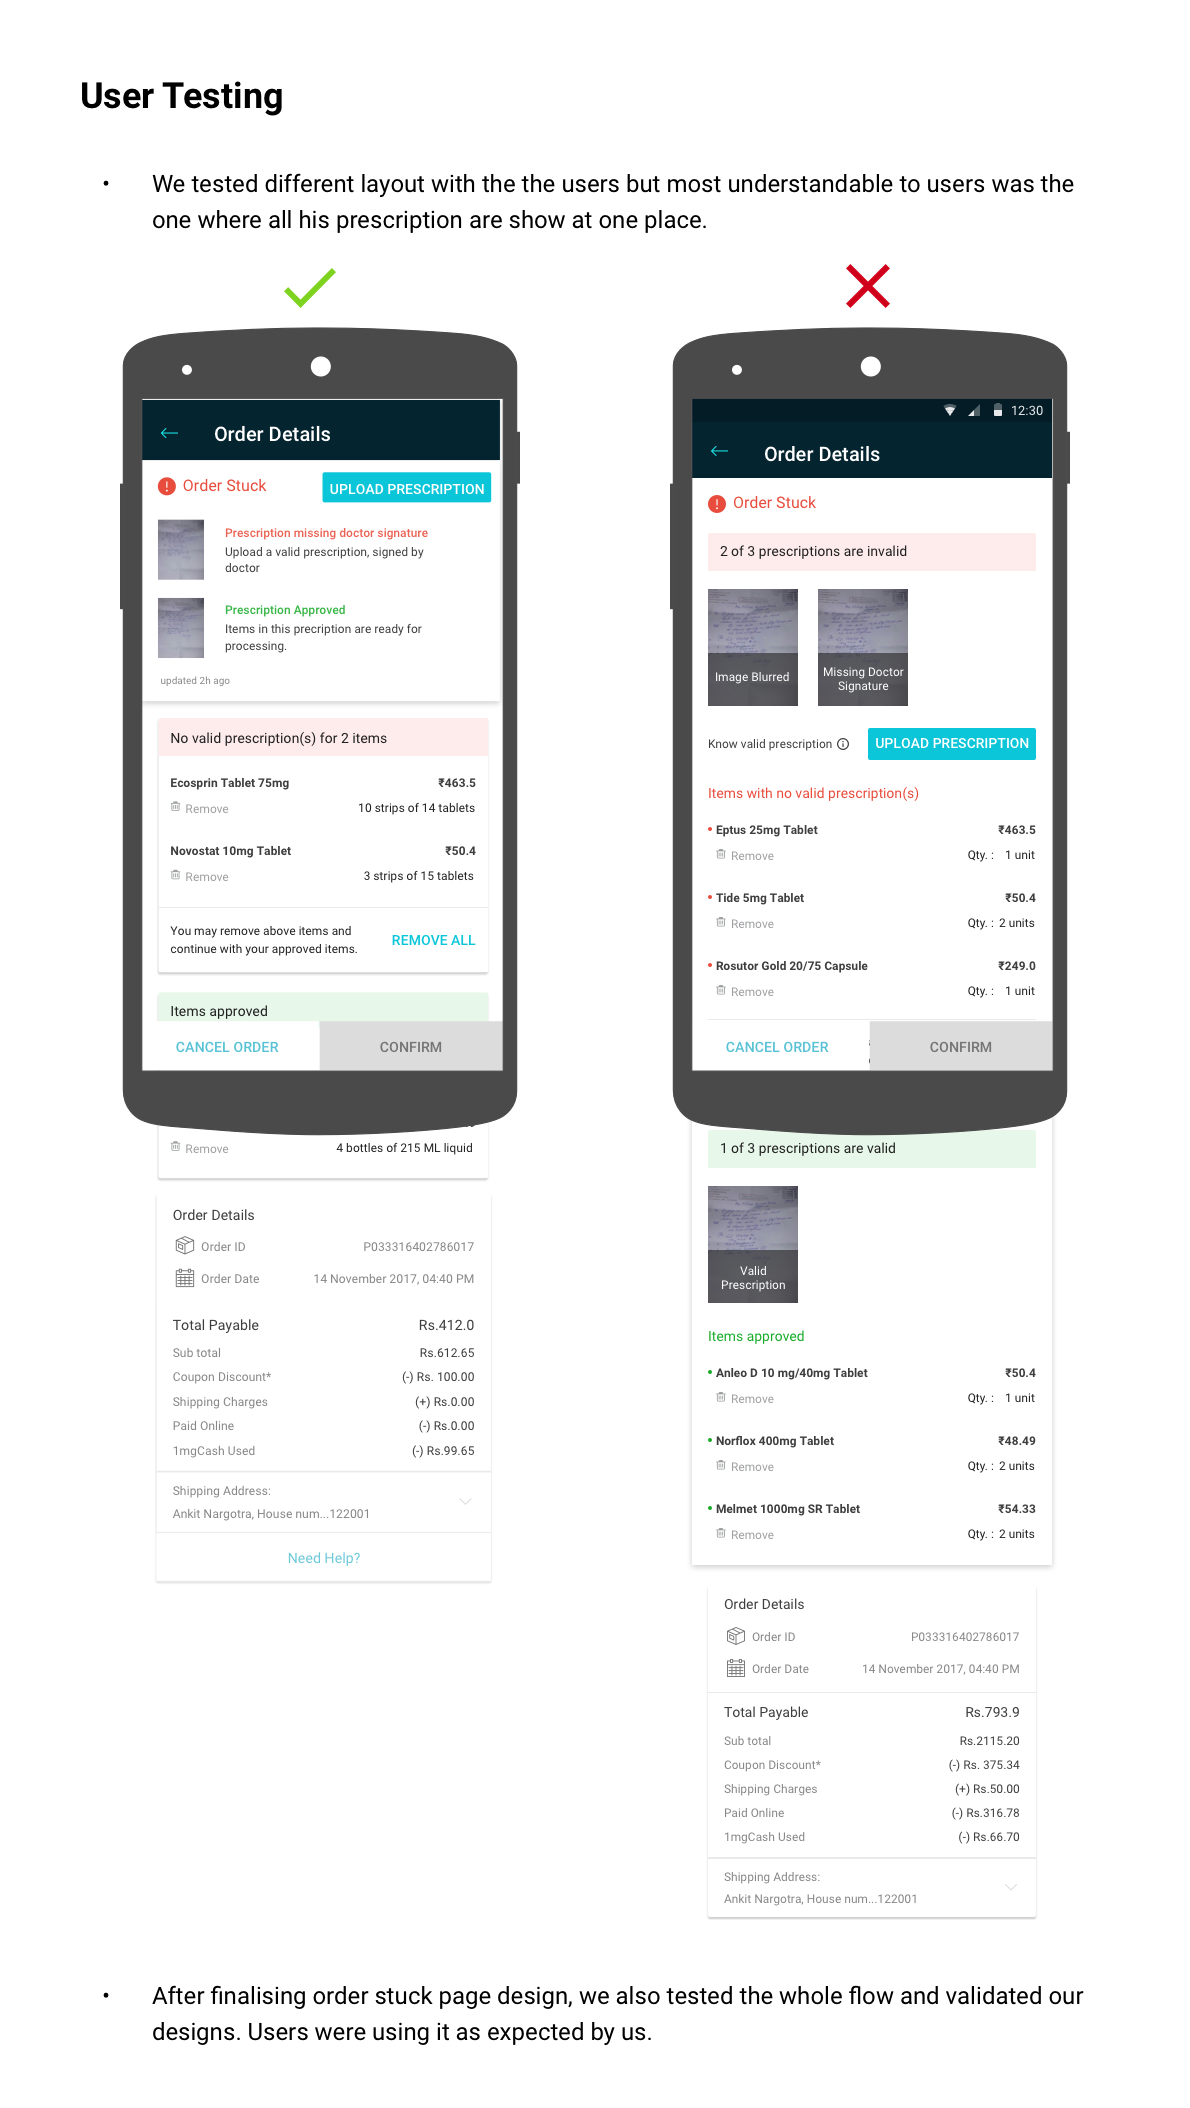 User Testing
• We tested different layout with the the users but most understandable to users was the
one where all his prescription are show at one place.
Order Details
Order Stuck
UPLOAD PRESCRIPTION
Prescription missing doctor signature
Upload a valid prescription, signed by
doctor
Prescription Approved
Items in this precription are ready for
processing.
updated 2h ago
No valid prescription(s) for 2 items
Ecosprin Tablet 75mg ₹463.5
Remove 10 strips of 14 tablets
Novostat 10mg Tablet ₹50.4
Remove 3 strips of 15 tablets
You may remove above items and
continue with your approved items.
REMOVE ALL
Items approved
CANCEL ORDER CONFIRM
Remove 4 bottles of 215 ML liquid
Order Details
Order ID P033316402786017
Order Date 14 November 2017, 04:40 PM
Total Payable Rs.412.0
Sub total Rs.612.65
Coupon Discount* (-) Rs. 100.00
Shipping Charges (+) Rs.0.00
Paid Online (-) Rs.0.00
1mgCash Used (-) Rs.99.65
Shipping Address:
Ankit Nargotra, House num...122001
Need Help?
12:30
Order Details
Order Stuck
2 of 3 prescriptions are invalid
Image Blurred
Missing Doctor
Signature
Know valid prescription
UPLOAD PRESCRIPTION
Items with no valid prescription(s)
• Eptus 25mg Tablet ₹463.5
Remove Qty. : 1 unit
• Tide 5mg Tablet ₹50.4
Remove Qty. : 2 units
• Rosutor Gold 20/75 Capsule ₹249.0
Remove Qty. : 1 unit
CANCEL ORDER CONFIRM
1 of 3 prescriptions are valid
Valid
Prescription
Items approved
• Anleo D 10 mg/40mg Tablet ₹50.4
Remove Qty. : 1 unit
• Norflox 400mg Tablet ₹48.49
Remove Qty. : 2 units
• Melmet 1000mg SR Tablet ₹54.33
Remove Qty. : 2 units
Order Details
Order ID P033316402786017
Order Date 14 November 2017, 04:40 PM
Total Payable Rs.793.9
Sub total Rs.2115.20
Coupon Discount* (-) Rs. 375.34
Shipping Charges (+) Rs.50.00
Paid Online (-) Rs.316.78
1mgCash Used (-) Rs.66.70
Shipping Address:
Ankit Nargotra, House num...122001
• After finalising order stuck page design, we also tested the whole flow and validated our
designs. Users were using it as expected by us.